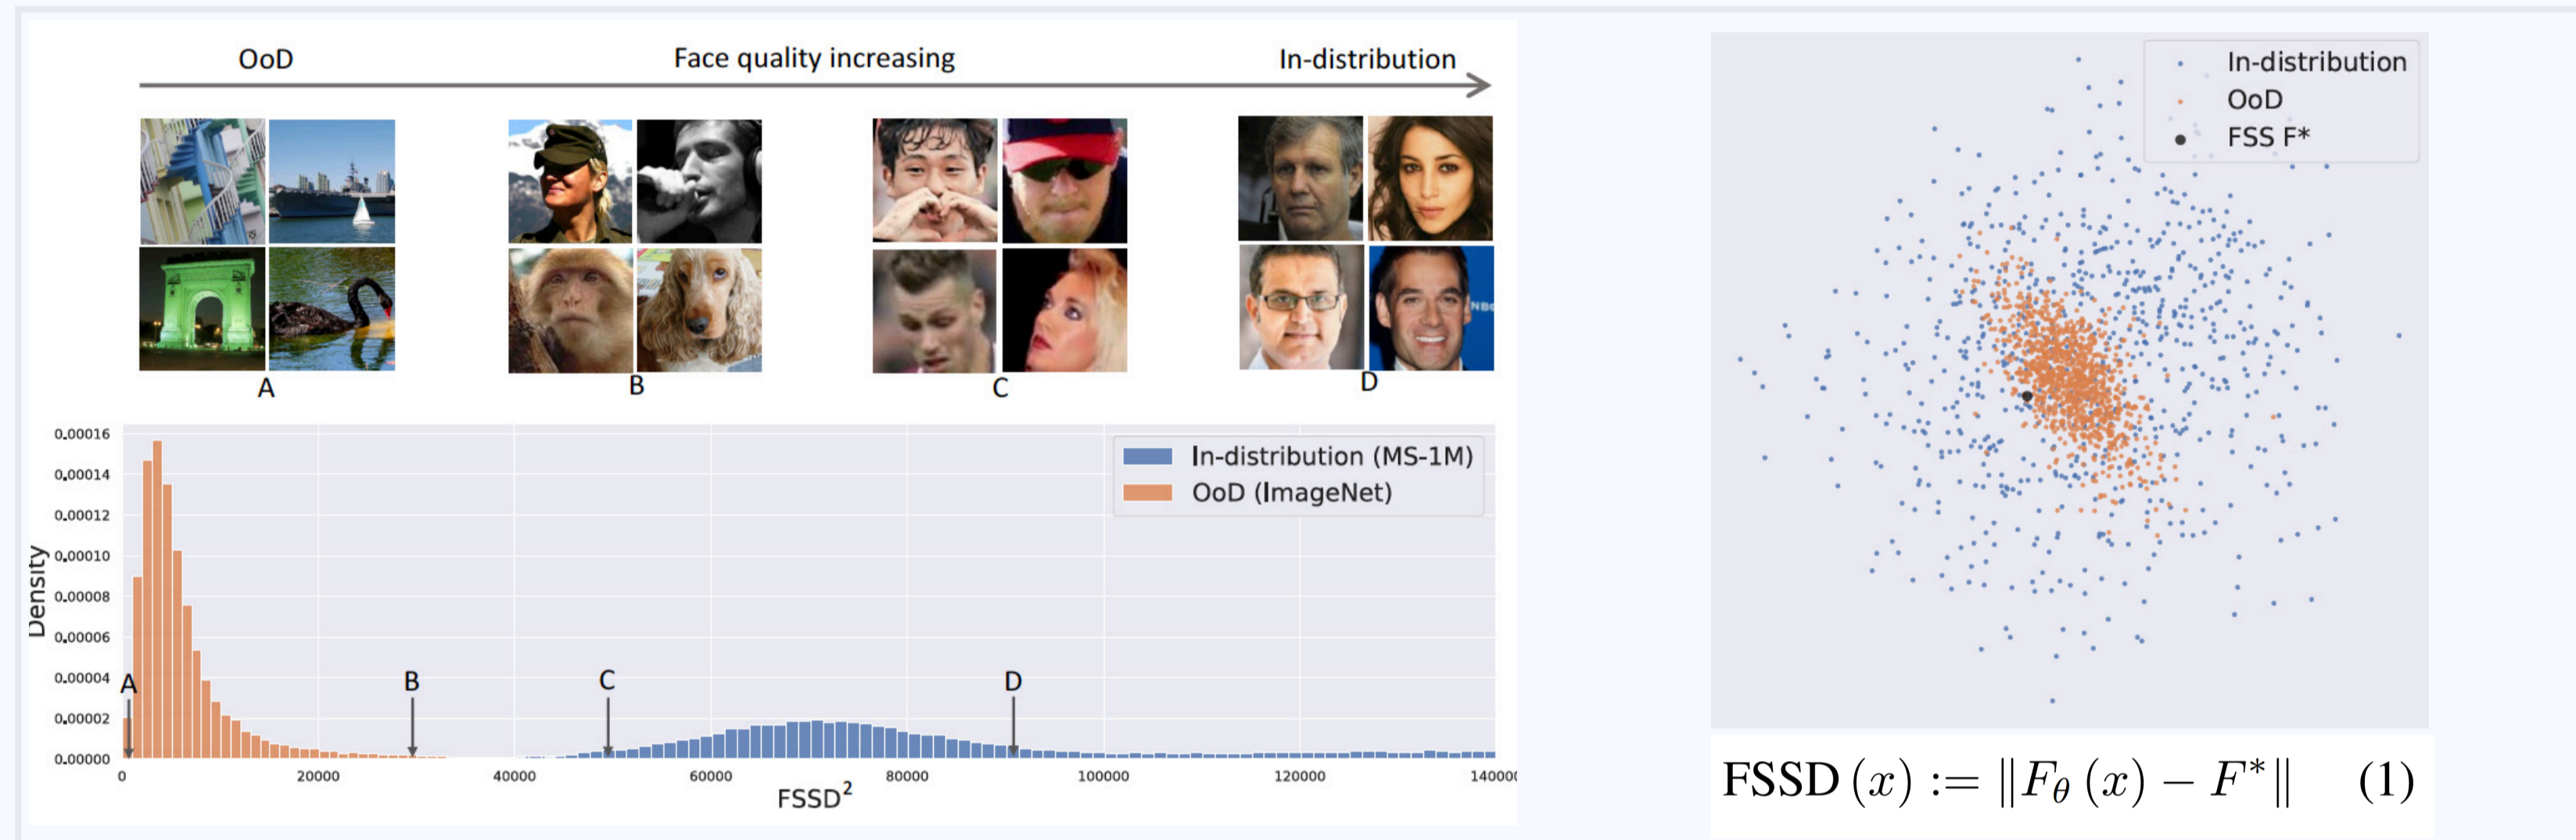 OoD Face quality increasing In-distribution
A B C D
0.00016
0.00014
0.00012
0.00010
0.00008
0.00006
0.00004
0.00002
0.00000
Density
A B C D
In-distribution (MS-1M)
OoD (ImageNet)
0 20000 40000 60000 80000 100000 120000 14000
FSSD²
In-distribution
OoD
FSS F*
FSSD (x) := ‖Fθ (x) − F*‖ (1)